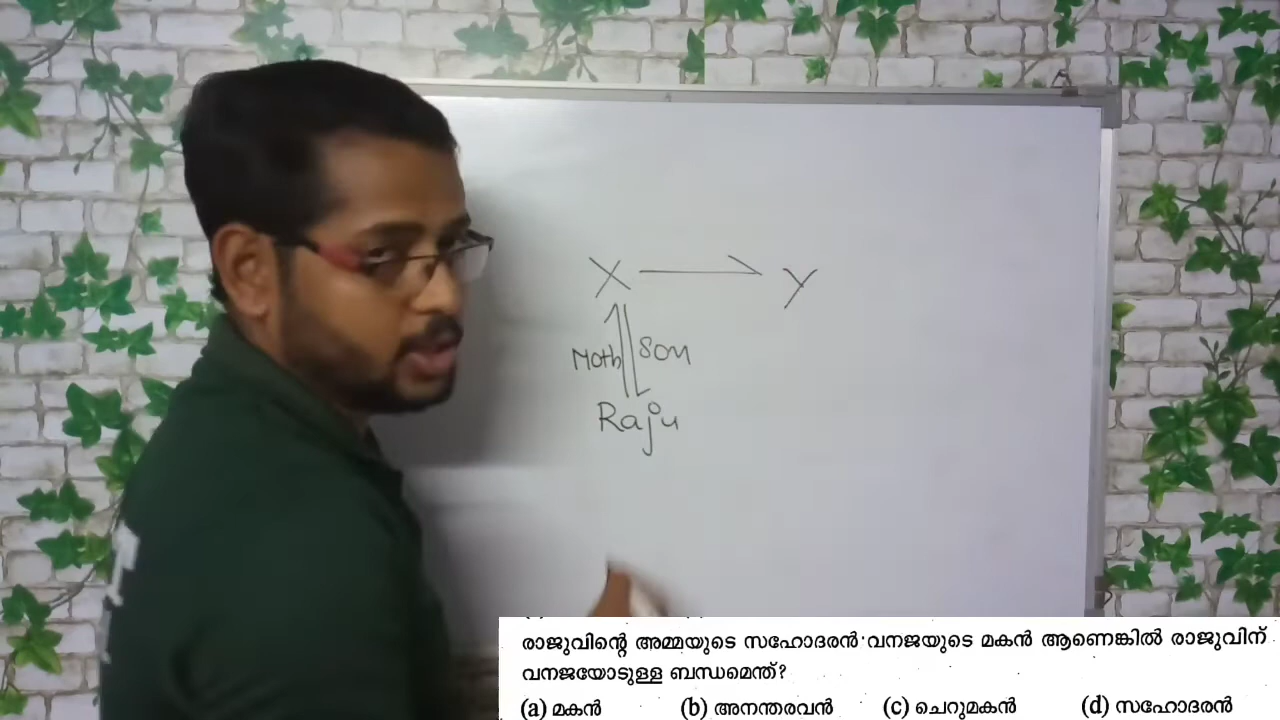 X Y
Moth Son
Raju
രാജുവിന്റെ അമ്മയുടെ സഹോദരൻ വനജയുടെ മകൻ ആണെങ്കിൽ രാജുവിന്
വനജയോടുള്ള ബന്ധമെന്ത്?
(a) മകൻ (b) അനന്തരവൻ (c) ചെറുമകൻ (d) സഹോദരൻ